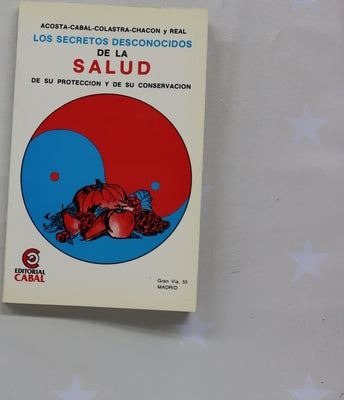 ACOSTA-CABAL-COLASTRA-CHACON y REAL
LOS SECRETOS DESCONOCIDOS
DE LA
SALUD
DE SU PROTECCION Y DE SU CONSERVACION
EDITORIAL
CABAL
Gran Vía, 55
MADRID